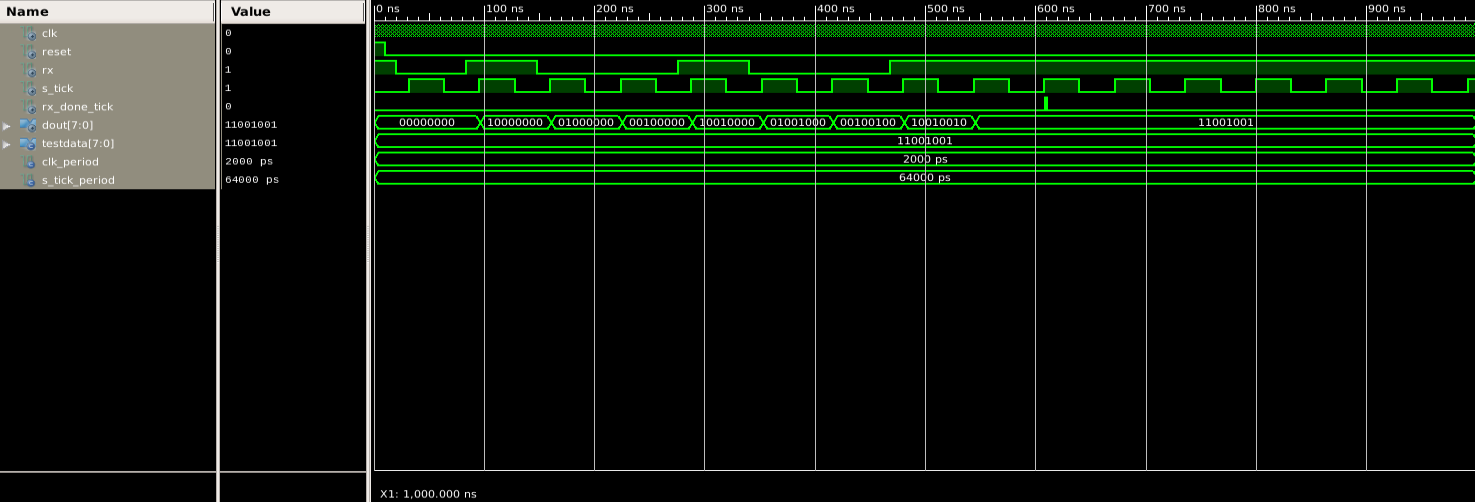 Name Value 0 ns 100 ns 200 ns 300 ns 400 ns 500 ns 600 ns 700 ns 800 ns 900 ns
clk 0
reset 0
rx 1
s_tick 1
rx_done_tick 0
dout[7:0] 11001001 00000000 10000000 01000000 00100000 10010000 01001000 00100100 10010010 11001001
testdata[7:0] 11001001 11001001
clk_period 2000 ps 2000 ps
s_tick_period 64000 ps 64000 ps
X1: 1,000.000 ns